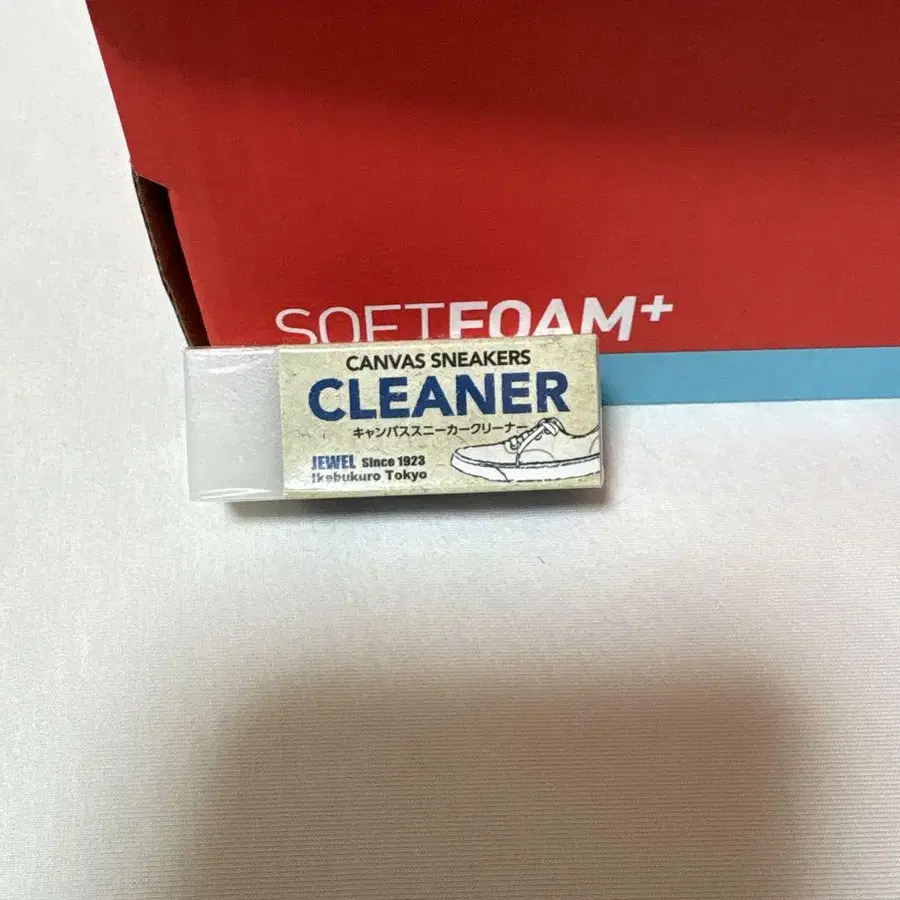 SOFTFOAM+
CANVAS SNEAKERS
CLEANER
キャンバススニーカークリーナー
JEWEL Since 1923
Ikebukuro Tokyo